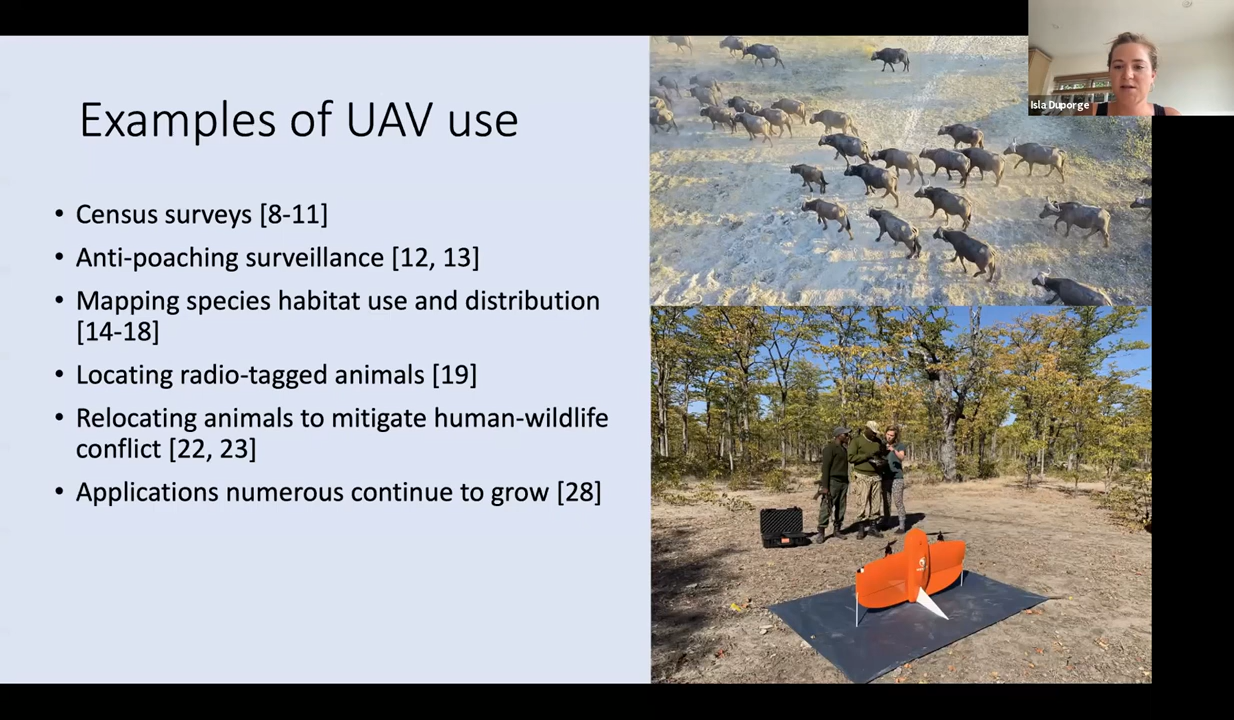 Isla Duporge
Examples of UAV use
• Census surveys [8-11]
• Anti-poaching surveillance [12, 13]
• Mapping species habitat use and distribution
[14-18]
• Locating radio-tagged animals [19]
• Relocating animals to mitigate human-wildlife
conflict [22, 23]
• Applications numerous continue to grow [28]